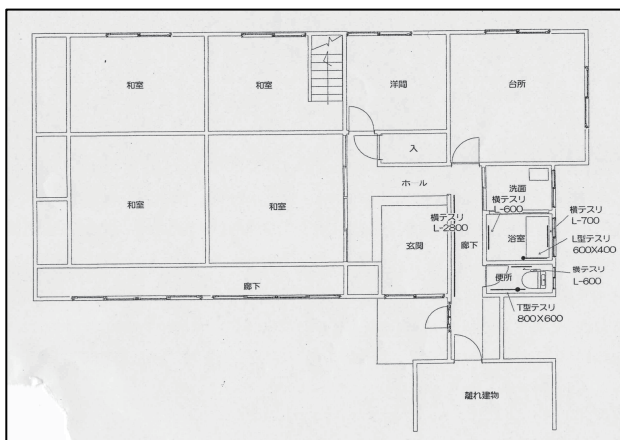 和室
和室
洋間
台所
入
和室
和室
ホール
洗面
横テスリ
L-600
横テスリ
L-700
横テスリ
L-2800
玄関
廊下
浴室
L型テスリ
600X400
便所
横テスリ
L-600
廊下
T型テスリ
800X600
離れ建物